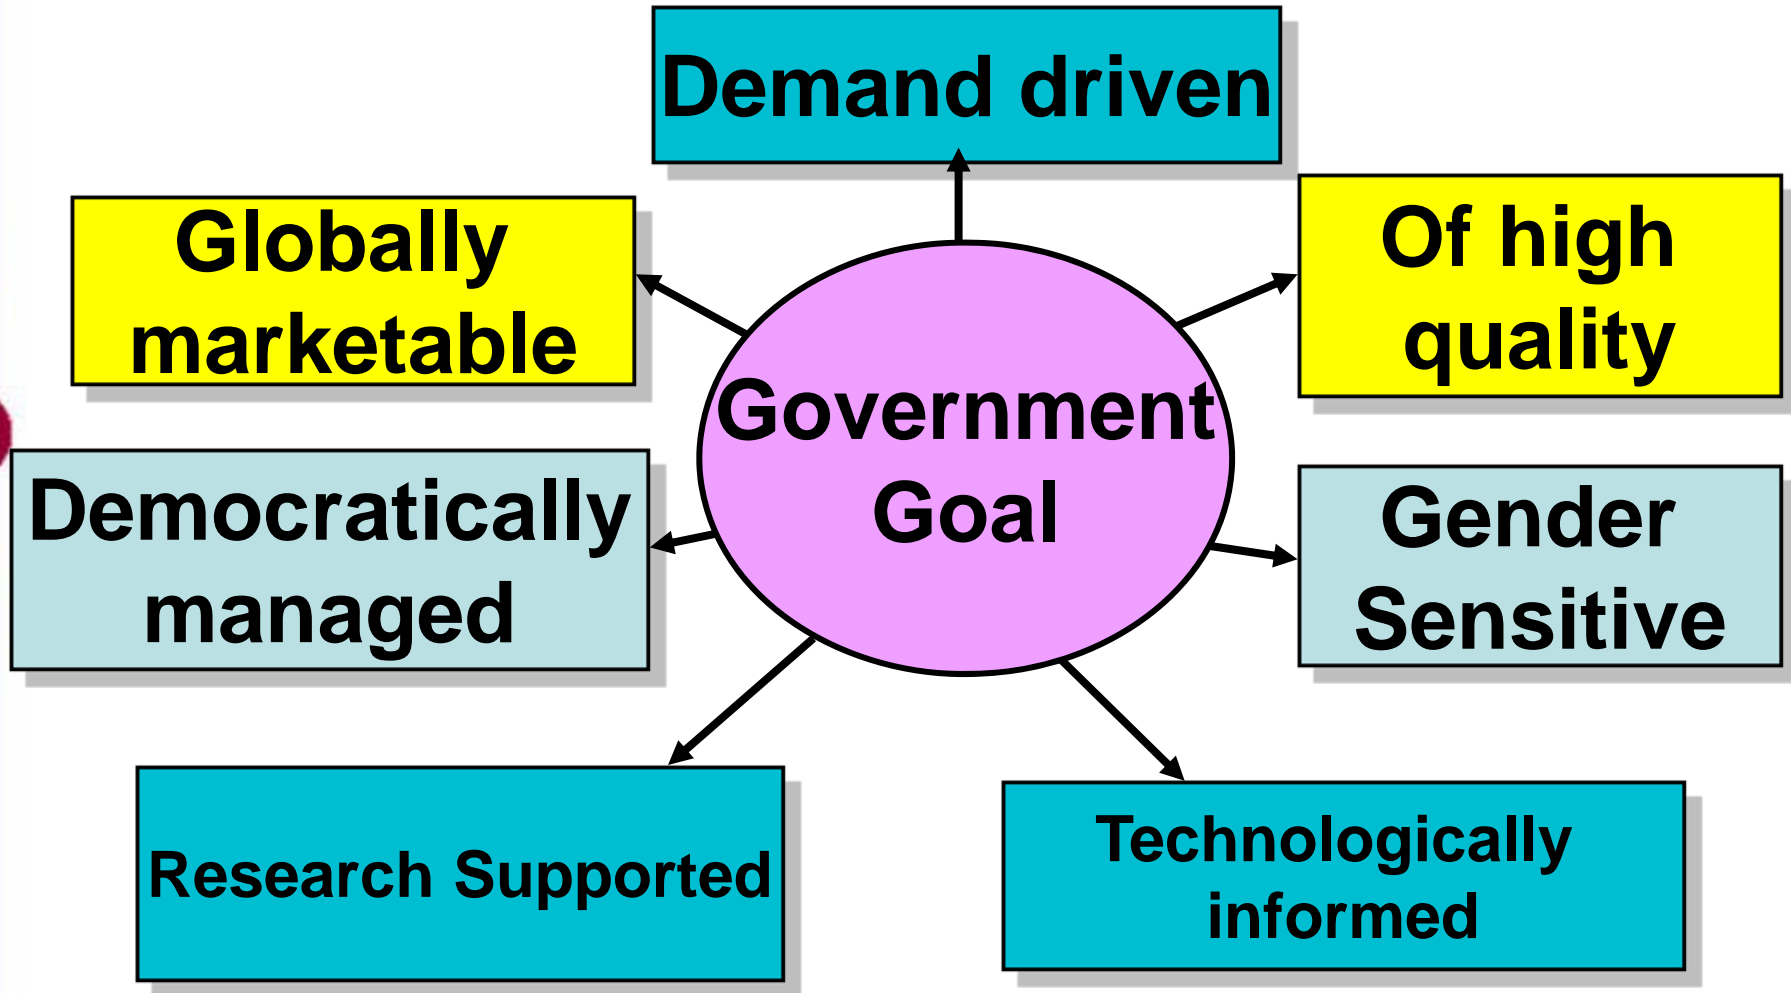 Demand driven
Globally
marketable
Of high
quality
Government
Goal
Democratically
managed
Gender
Sensitive
Research Supported
Technologically
informed